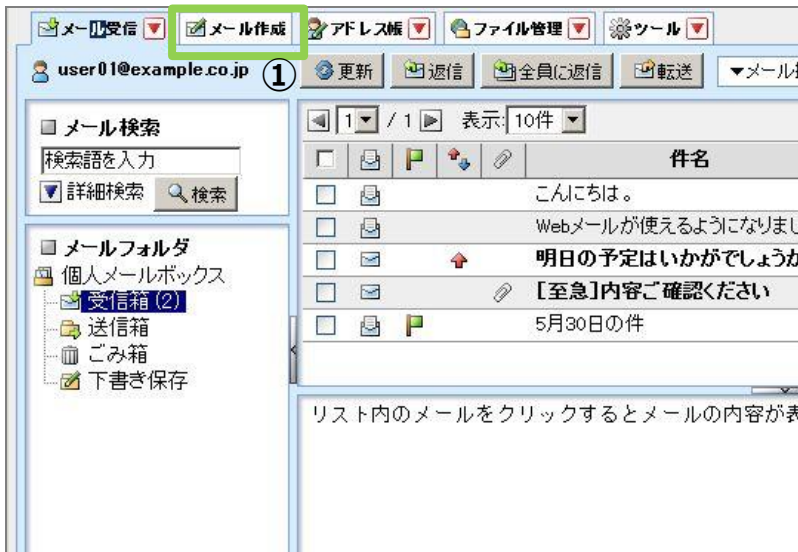 メール受信 メール作成 アドレス帳 ファイル管理 ツール
user01@example.co.jp ① 更新 返信 全員に返信 転送 ▼メール
■ メール検索
1 / 1 表示:10件
検索語を入力
件名
詳細検索 検索
こんにちは。
Webメールが使えるようになりまし
■ メールフォルダ
明日の予定はいかがでしょうか
個人メールボックス
[至急]内容ご確認ください
受信箱 (2)
5月30日の件
送信箱
ごみ箱
下書き保存
リスト内のメールをクリックするとメールの内容が表